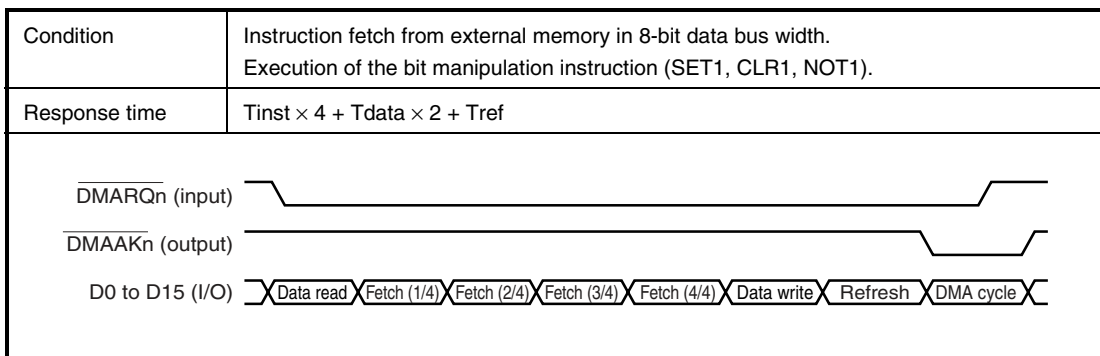 Condition
Instruction fetch from external memory in 8-bit data bus width.
Execution of the bit manipulation instruction (SET1, CLR1, NOT1).
Response time
Tinst × 4 + Tdata × 2 + Tref
DMARQn (input)
DMAAKn (output)
D0 to D15 (I/O) Data read Fetch (1/4) Fetch (2/4) Fetch (3/4) Fetch (4/4) Data write Refresh DMA cycle